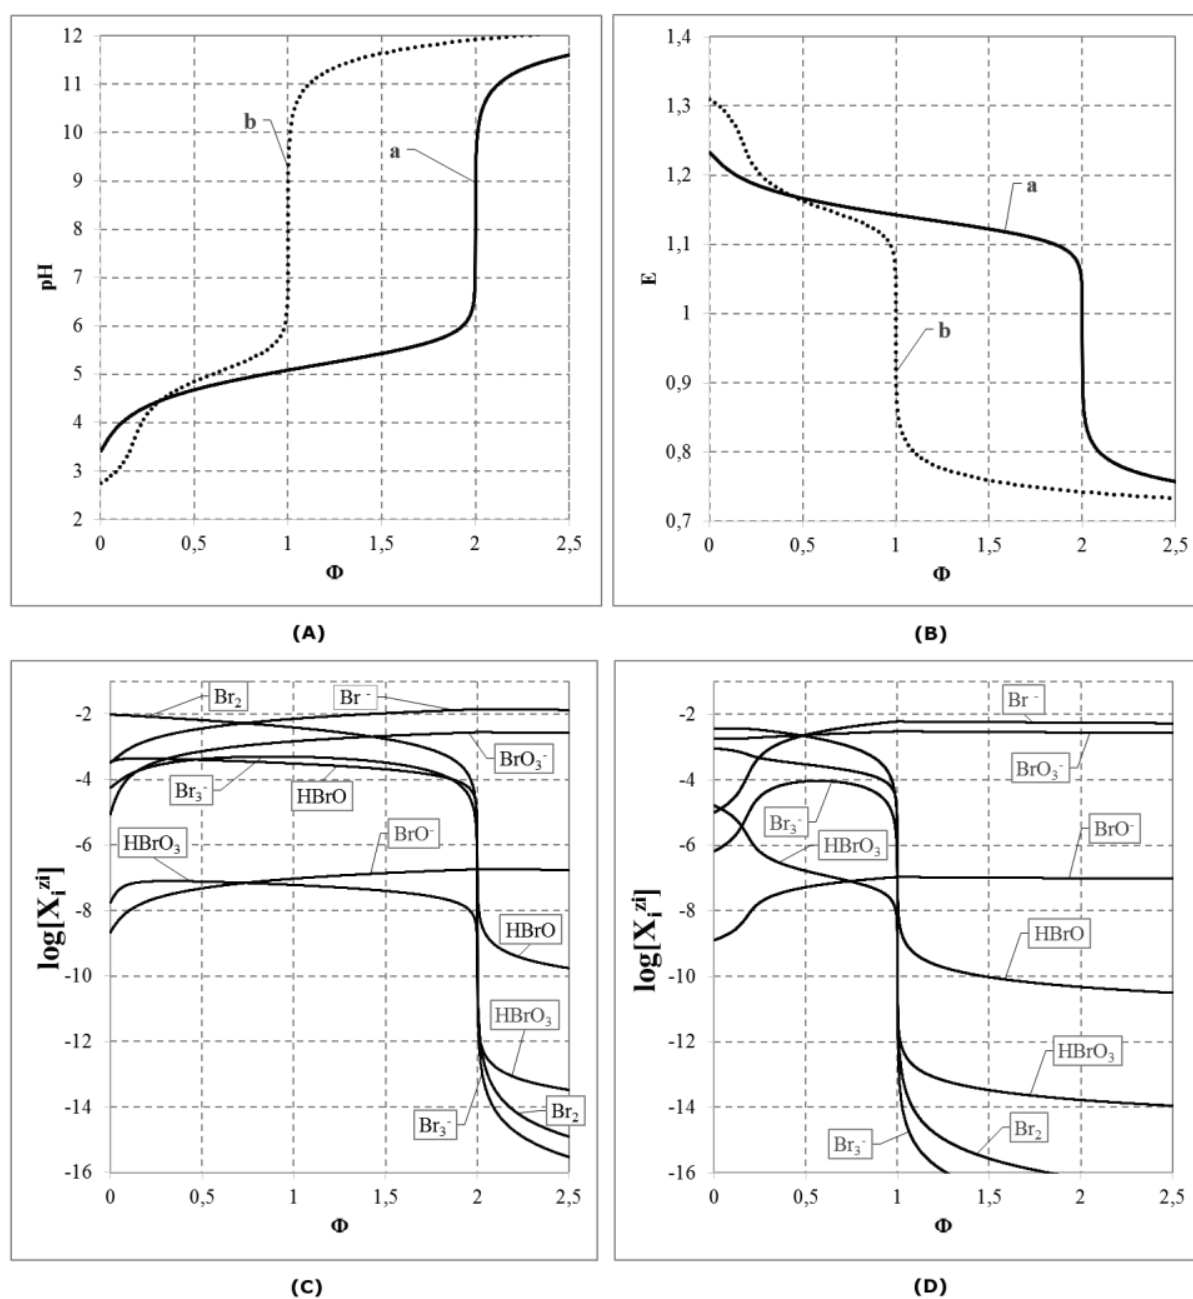 12
11
10
9
8
7
6
5
4
3
2
pH
b
a
0
0,5
1
1,5
2
2,5
Φ
(A)
1,4
1,3
1,2
1,1
1
0,9
0,8
0,7
E
a
b
0
0,5
1
1,5
2
2,5
Φ
(B)
-2
-4
-6
-8
-10
-12
-14
-16
log[Xᵢᶻⁱ]
Br₂
Br⁻
BrO₃⁻
Br₃⁻
HBrO
BrO⁻
HBrO₃
HBrO
HBrO₃
Br₃⁻
Br₂
0
0,5
1
1,5
2
2,5
Φ
(C)
-2
-4
-6
-8
-10
-12
-14
-16
log[Xᵢᶻⁱ]
Br⁻
BrO₃⁻
Br₃⁻
HBrO₃
BrO⁻
HBrO
HBrO₃
Br₂
Br₃⁻
0
0,5
1
1,5
2
2,5
Φ
(D)